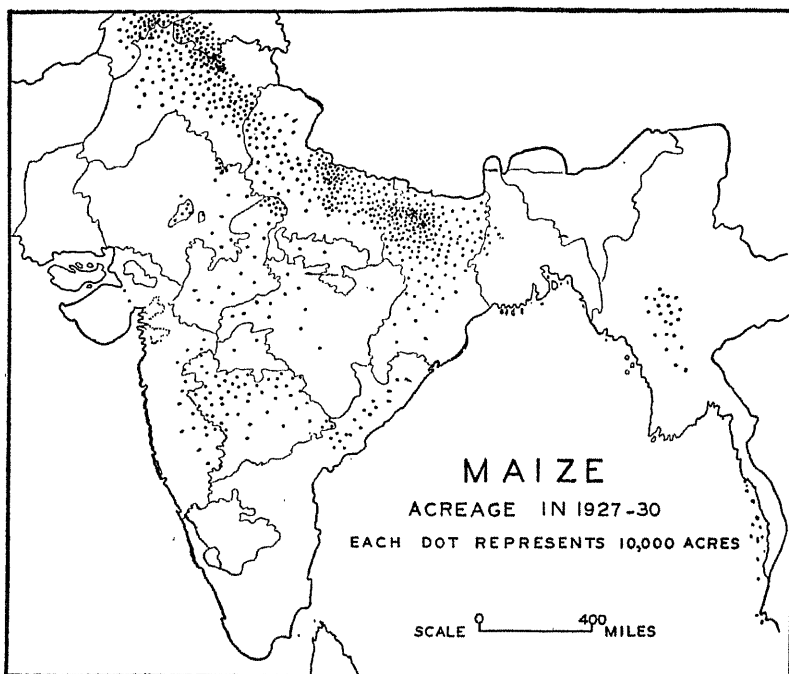 MAIZE
ACREAGE IN 1927-30
EACH DOT REPRESENTS 10,000 ACRES
SCALE 0 400 MILES